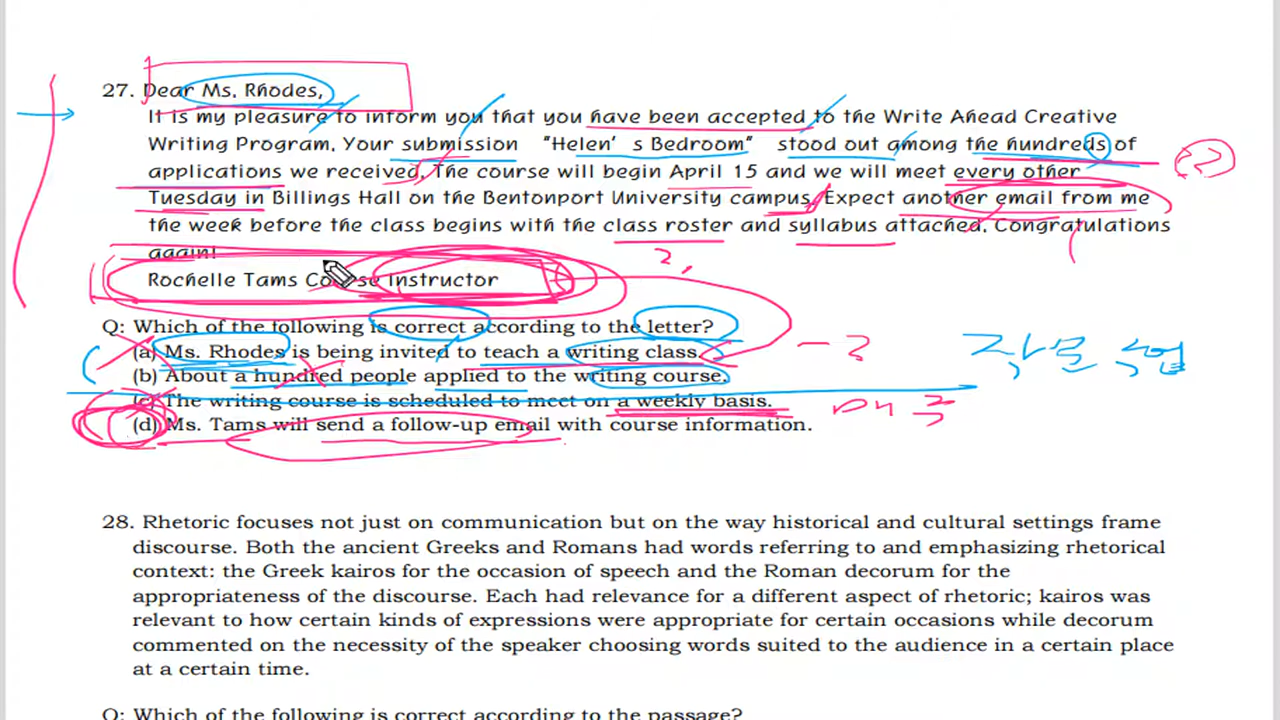 27. Dear Ms. Rhodes,
It is my pleasure to inform you that you have been accepted to the Write Ahead Creative
Writing Program. Your submission "Helen's Bedroom" stood out among the hundreds of
applications we received. The course will begin April 15 and we will meet every other
Tuesday in Billings Hall on the Bentonport University campus. Expect another email from me
the week before the class begins with the class roster and syllabus attached. Congratulations
again!
Rochelle Tams Course Instructor
Q: Which of the following is correct according to the letter?
(a) Ms. Rhodes is being invited to teach a writing class.
(b) About a hundred people applied to the writing course.
(c) The writing course is scheduled to meet on a weekly basis.
(d) Ms. Tams will send a follow-up email with course information.
28. Rhetoric focuses not just on communication but on the way historical and cultural settings frame
discourse. Both the ancient Greeks and Romans had words referring to and emphasizing rhetorical
context: the Greek kairos for the occasion of speech and the Roman decorum for the
appropriateness of the discourse. Each had relevance for a different aspect of rhetoric; kairos was
relevant to how certain kinds of expressions were appropriate for certain occasions while decorum
commented on the necessity of the speaker choosing words suited to the audience in a certain place
at a certain time.
Q: Which of the following is correct according to the passage?